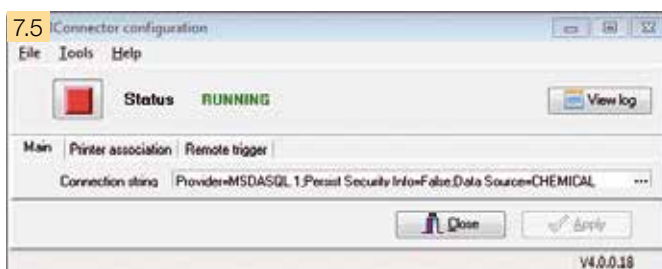 7.5 IConnector configuration
File Tools Help
Status RUNNING View log
Main Printer association Remote trigger
Connection string Provider=MSDASQL.1;Persist Security Info=False;Data Source=CHEMICAL ...
Close Apply
V4.0.0.18